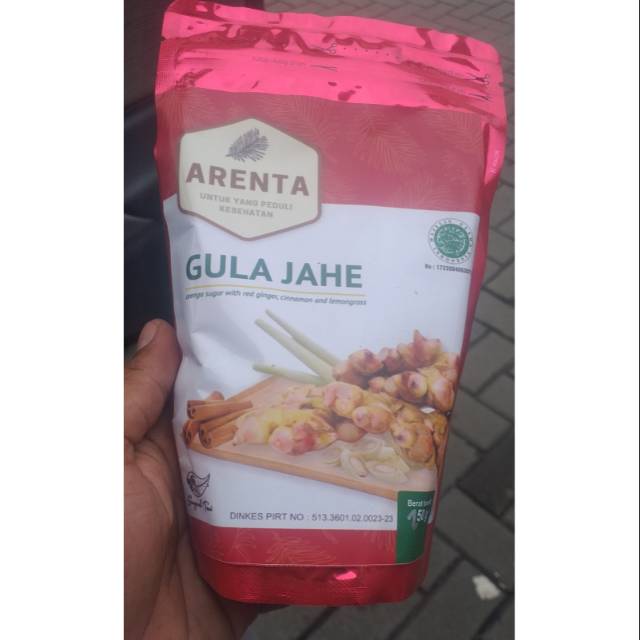 ARENTA
UNTUK YANG PEDULI
KESEHATAN
GULA JAHE
arenga sugar with red ginger, cinnamon and lemongrass
DINKES PIRT NO : 513.3601.02.0023-23
Berat